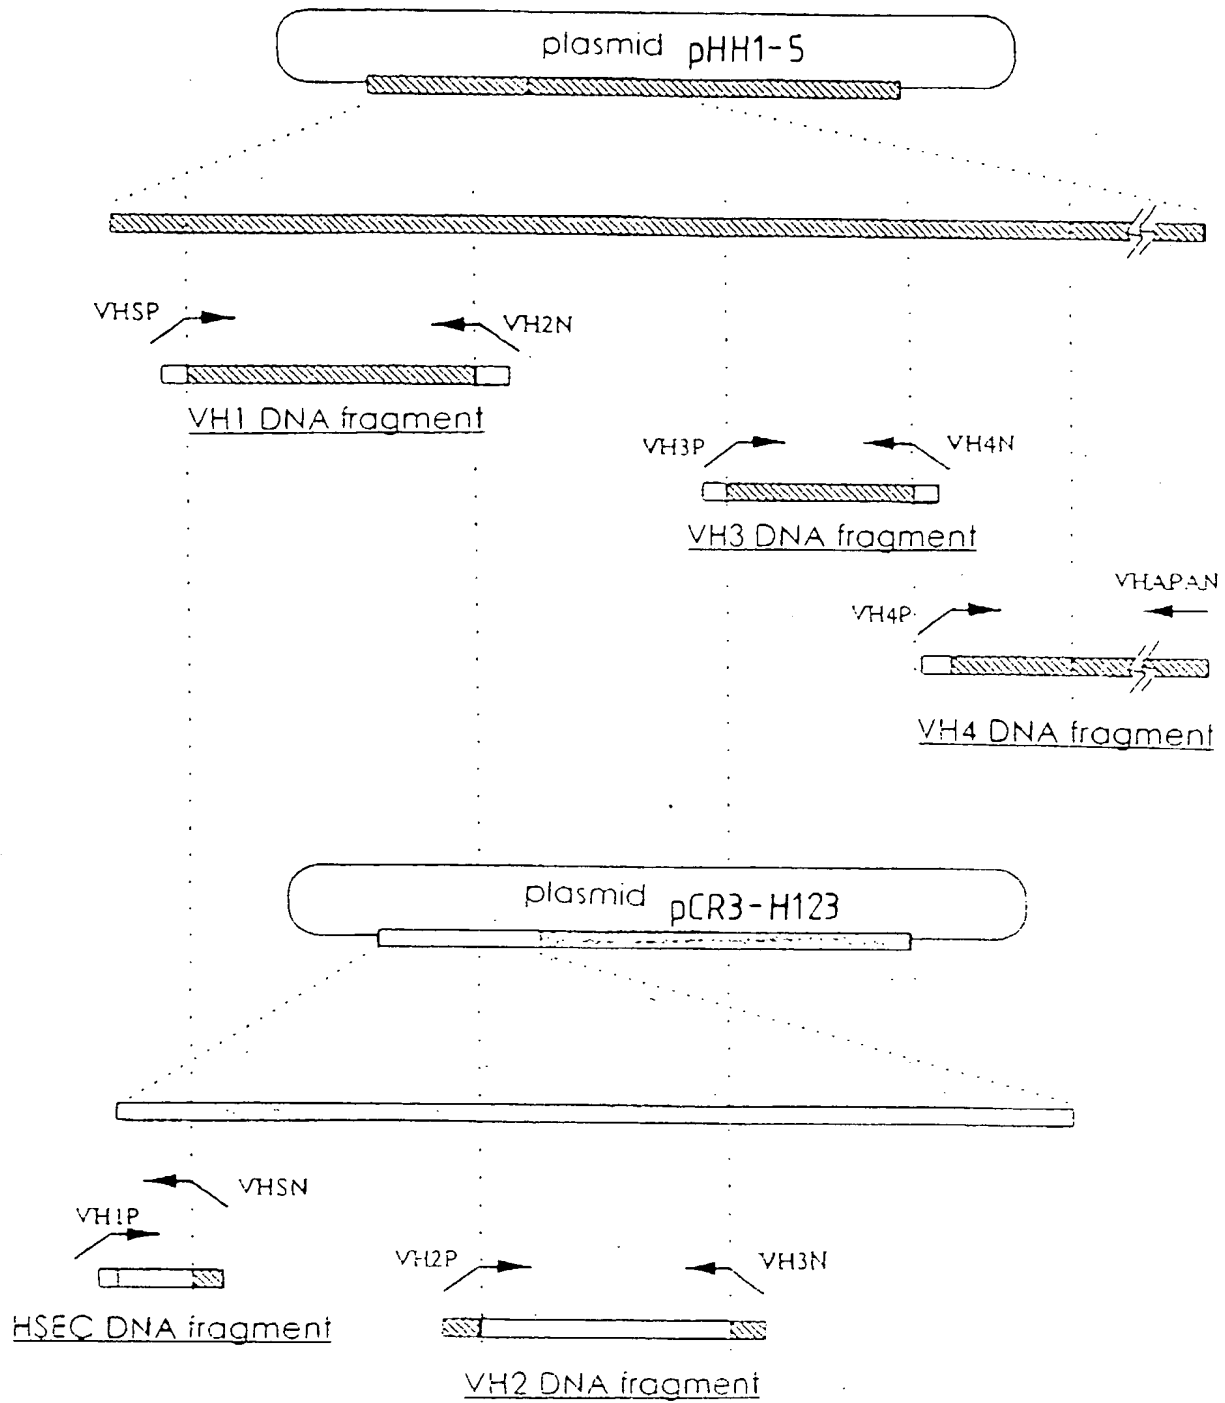 plasmid pHH1-5
VHSP
VH2N
VH1 DNA fragment
VH3P
VH4N
VH3 DNA fragment
VHAPAN
VH4P
VH4 DNA fragment
plasmid pCR3-H123
VHSN
VH1P
VH2P
VH3N
HSEC DNA fragment
VH2 DNA fragment